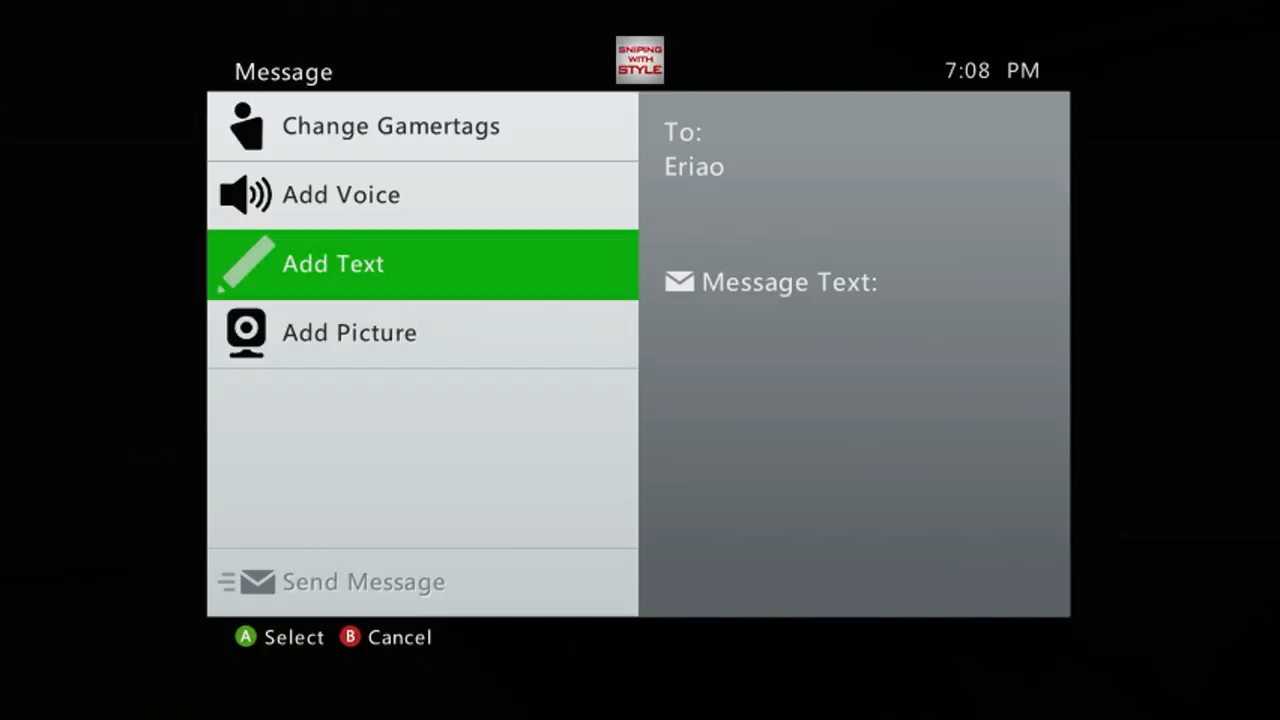 Message
SNIPING
WITH
STYLE
7:08 PM
Change Gamertags
Add Voice
Add Text
Add Picture
Send Message
To:
Eriao
Message Text:
A Select B Cancel